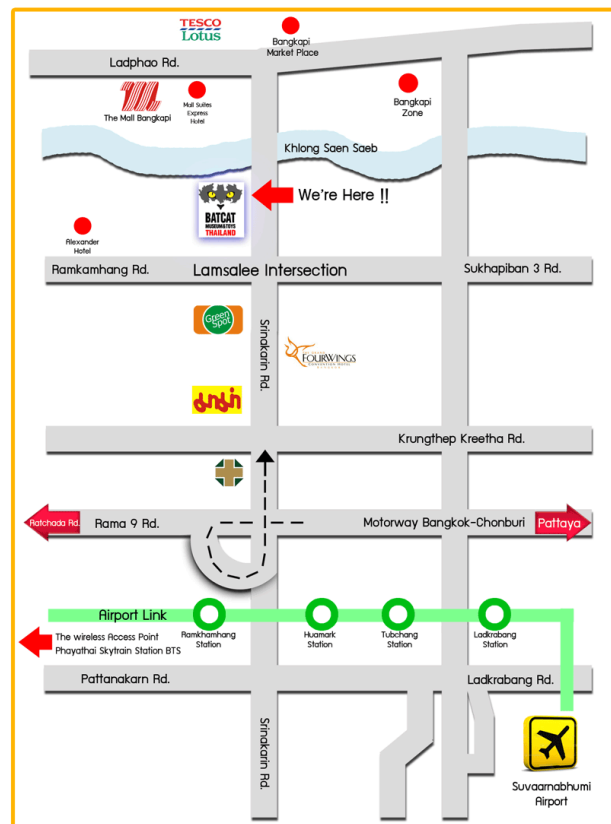 TESCO
Lotus
Bangkapi
Market Place
Ladphao Rd.
The Mall Bangkapi
Mall Suites
Express
Hotel
Bangkapi
Zone
Khlong Saen Saeb
BATCAT
MUSEUM&TOYS
THAILAND
We're Here !!
Alexander
Hotel
Ramkamhang Rd.
Lamsalee Intersection
Sukhapiban 3 Rd.
Green
Spot
Srinakarin Rd.
FOURWINGS
Krungthep Kreetha Rd.
Ratchada Rd.
Rama 9 Rd.
Motorway Bangkok-Chonburi
Pattaya
Airport Link
The wireless Access Point
Phayathai Skytrain Station BTS
Ramkhamhang
Station
Huamark
Station
Tubchang
Station
Ladkrabang
Station
Pattanakarn Rd.
Ladkrabang Rd.
Srinakarin Rd.
Suvaarnabhumi
Airport